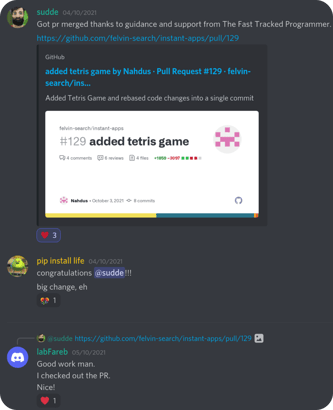 sudde 04/10/2021
Got pr merged thanks to guidance and support from The Fast Tracked Programmer.
https://github.com/felvin-search/instant-apps/pull/129
GitHub
added tetris game by Nahdus · Pull Request #129 · felvin-
search/ins...
Added Tetris Game and rebased code changes into a single commit
felvin-search/instant-apps
#129 added tetris game
4 comments 8 reviews 4 files
Nahdus • October 3, 2021 8 commits
3
pip install life 04/10/2021
congratulations @sudde!!!
big change, eh
1
@sudde https://github.com/felvin-search/instant-apps/pull/129
labFareb 05/10/2021
Good work man.
I checked out the PR.
Nice!
1